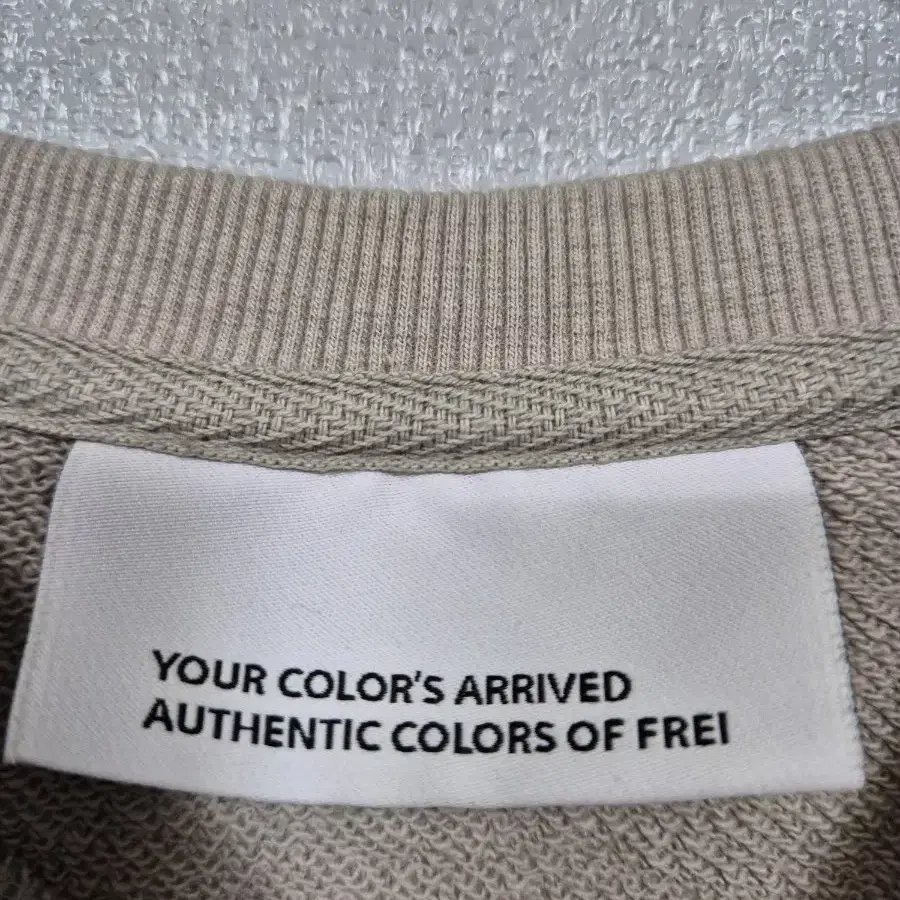 YOUR COLOR'S ARRIVED
AUTHENTIC COLORS OF FREI